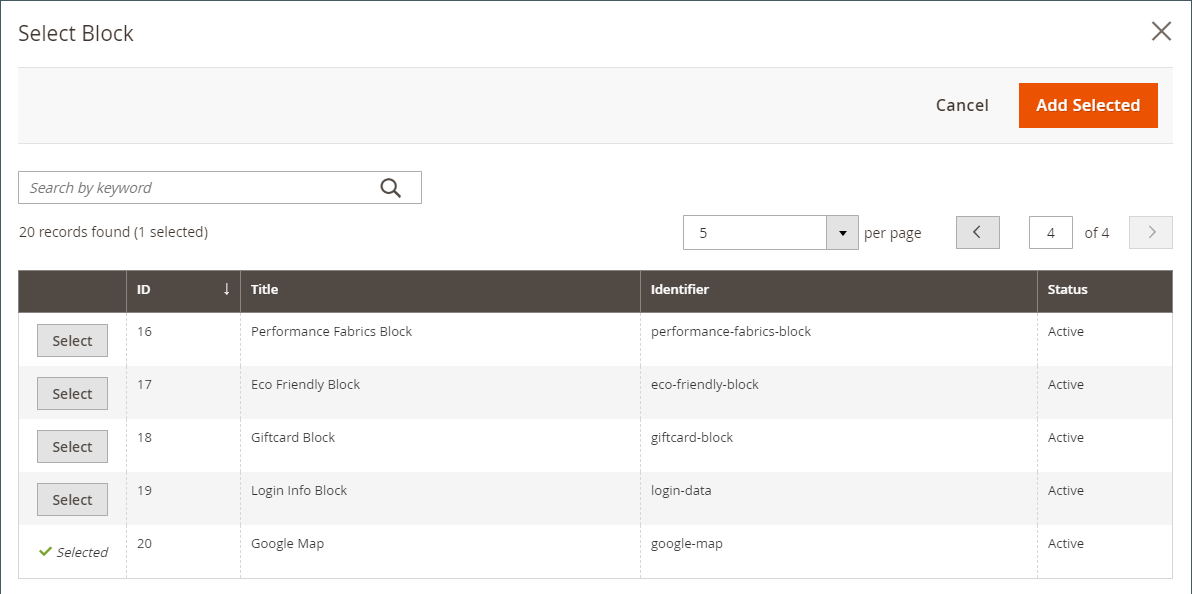 Select Block
Cancel Add Selected
Search by keyword
20 records found (1 selected) 5 per page 4 of 4
ID ↓ Title Identifier Status
Select 16 Performance Fabrics Block performance-fabrics-block Active
Select 17 Eco Friendly Block eco-friendly-block Active
Select 18 Giftcard Block giftcard-block Active
Select 19 Login Info Block login-data Active
Selected 20 Google Map google-map Active